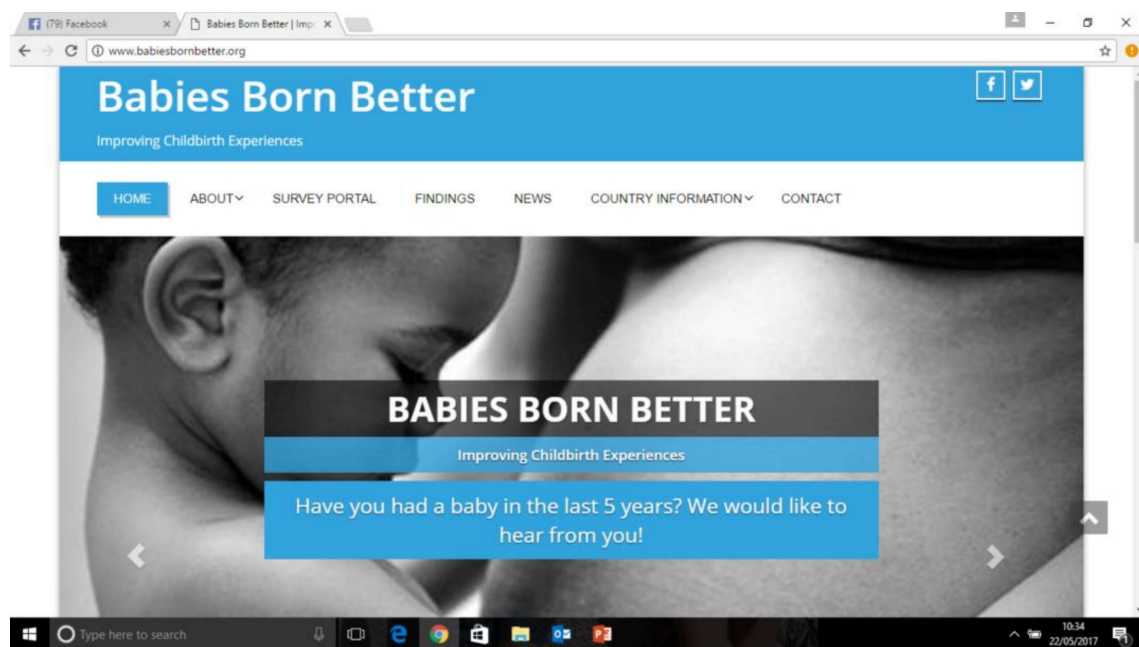 (79) Facebook
Babies Born Better | Imp
www.babiesbornbetter.org
Babies Born Better
Improving Childbirth Experiences
HOME
ABOUT
SURVEY PORTAL
FINDINGS
NEWS
COUNTRY INFORMATION
CONTACT
BABIES BORN BETTER
Improving Childbirth Experiences
Have you had a baby in the last 5 years? We would like to
hear from you!
Type here to search
10:34
22/05/2017